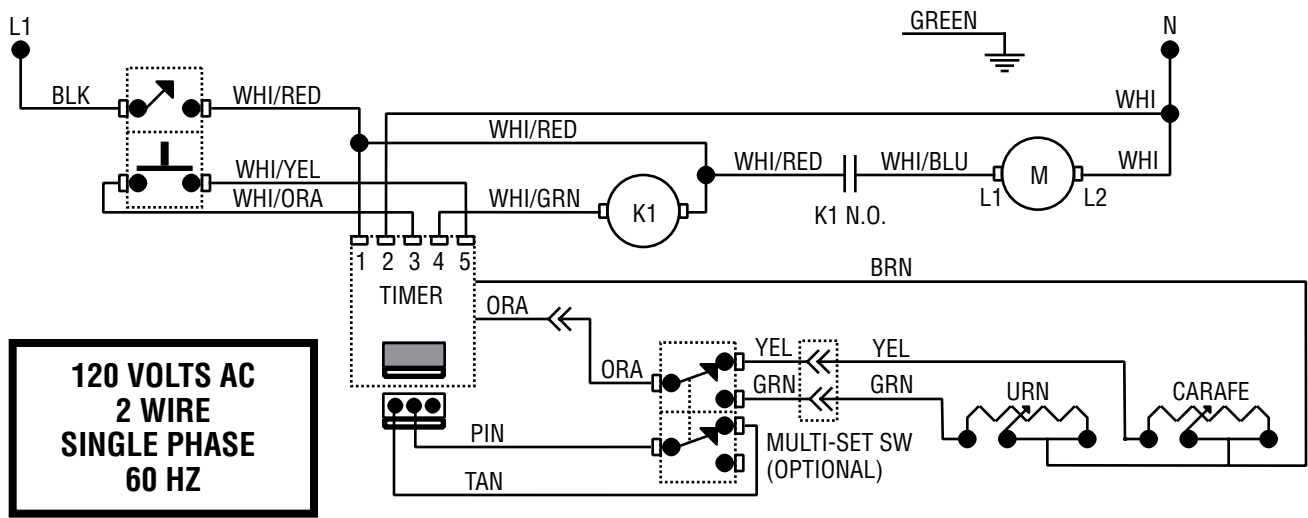 L1
GREEN
N
BLK
WHI/RED
WHI
WHI/RED
WHI/YEL
WHI/RED
WHI/BLU
WHI
WHI/ORA
WHI/GRN
K1
M
L1
L2
K1 N.O.
1 2 3 4 5
TIMER
BRN
ORA
ORA
YEL
YEL
GRN
GRN
URN
CARAFE
120 VOLTS AC
2 WIRE
SINGLE PHASE
60 HZ
PIN
MULTI-SET SW
(OPTIONAL)
TAN